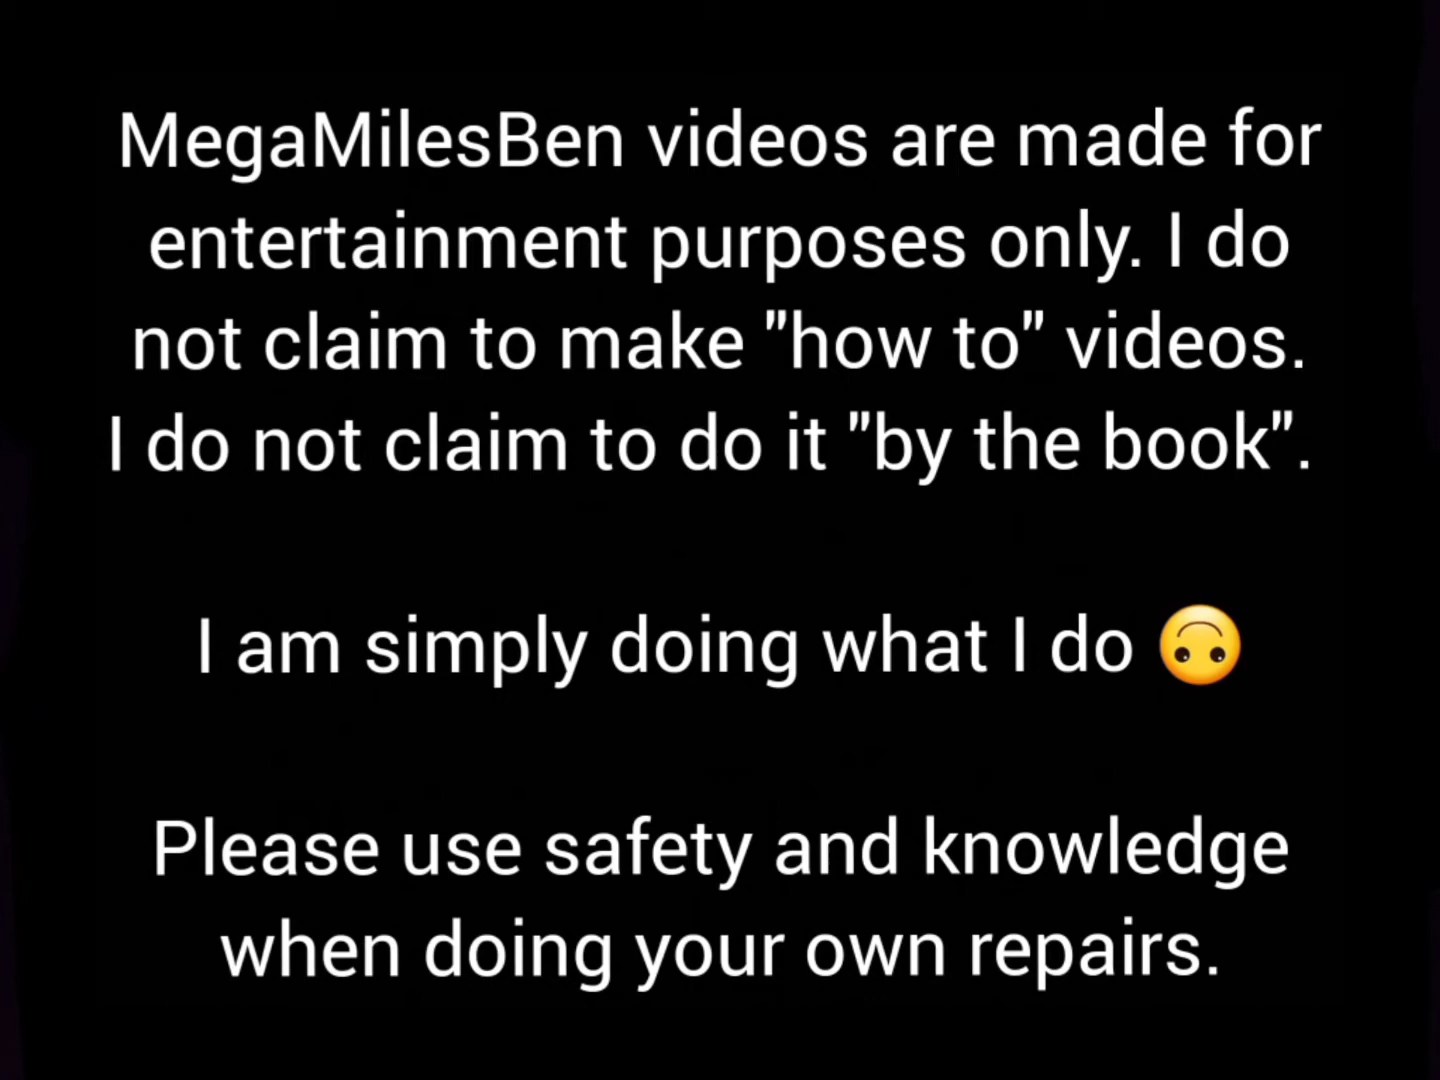 MegaMilesBen videos are made for
entertainment purposes only. I do
not claim to make "how to" videos.
I do not claim to do it "by the book".
I am simply doing what I do 🙃
Please use safety and knowledge
when doing your own repairs.